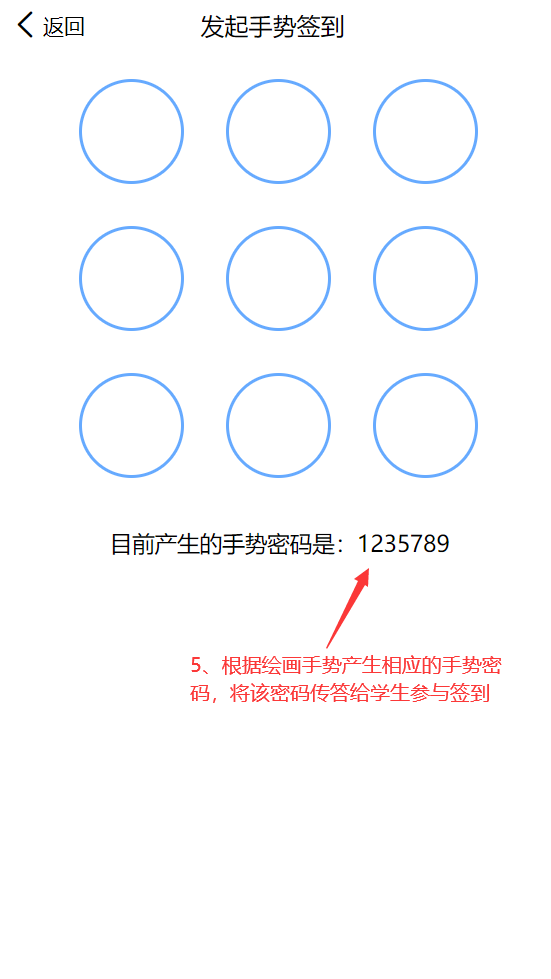 返回
发起手势签到
目前产生的手势密码是：1235789
5、根据绘画手势产生相应的手势密
码，将该密码传答给学生参与签到